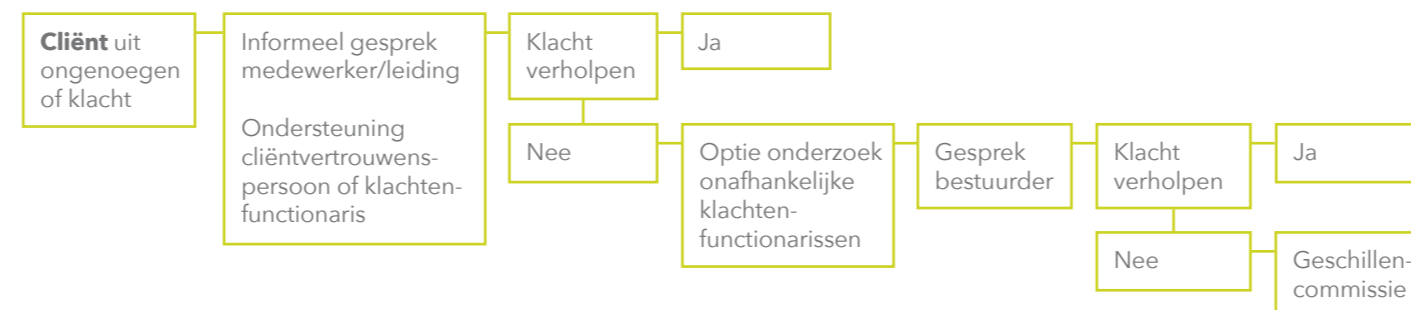 Cliënt uit
ongenoegen
of klacht
Informeel gesprek
medewerker/leiding
Ondersteuning
cliëntvertrouwens-
persoon of klachten-
functionaris
Klacht
verholpen
Ja
Nee
Optie onderzoek
onafhankelijke
klachten-
functionarissen
Gesprek
bestuurder
Klacht
verholpen
Ja
Nee
Geschillen-
commissie